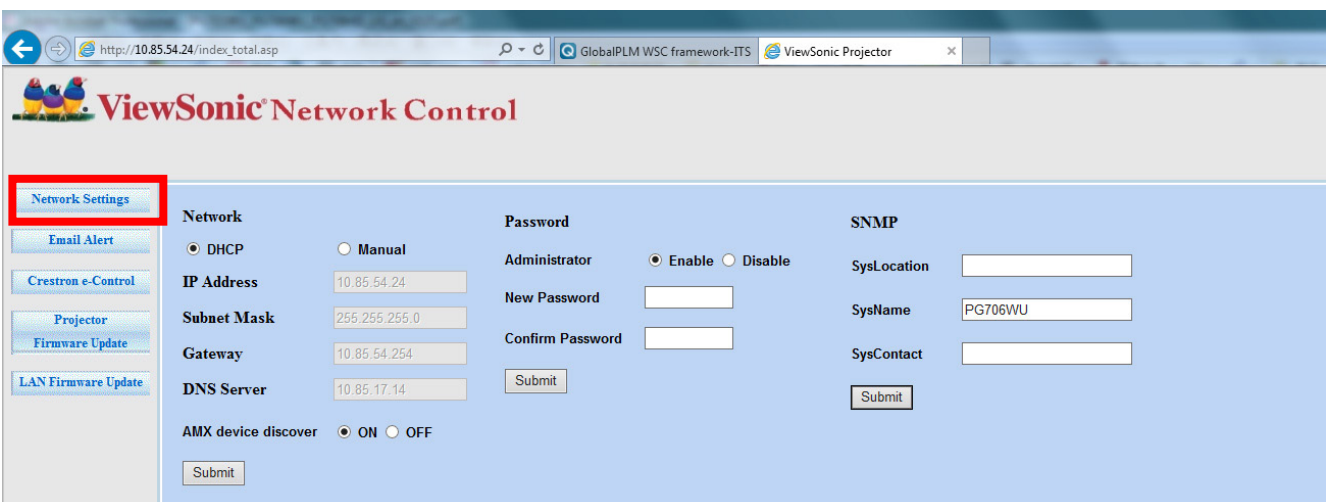 http://10.85.54.24/index_total.asp
GlobalPLM WSC framework-ITS
ViewSonic Projector
ViewSonic® Network Control
Network Settings
Email Alert
Crestron e-Control
Projector
Firmware Update
LAN Firmware Update
Network
DHCP Manual
IP Address 10.85.54.24
Subnet Mask 255.255.255.0
Gateway 10.85.54.254
DNS Server 10.85.17.14
AMX device discover ON OFF
Submit
Password
Administrator Enable Disable
New Password
Confirm Password
Submit
SNMP
SysLocation
SysName PG706WU
SysContact
Submit